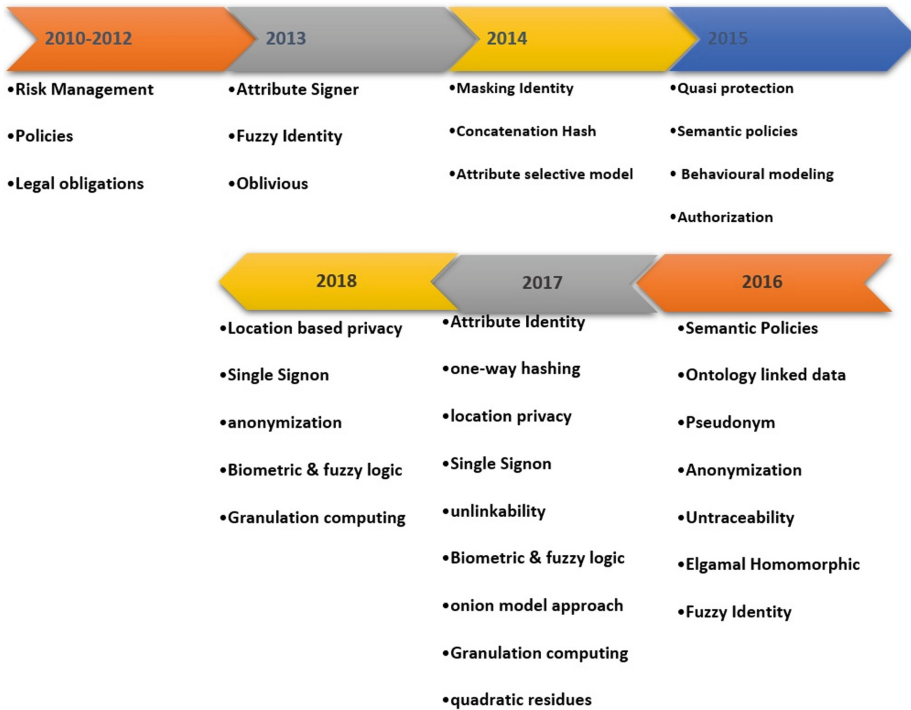 2010-2012
•Risk Management
•Policies
•Legal obligations
2013
•Attribute Signer
•Fuzzy Identity
•Oblivious
2014
•Masking Identity
•Concatenation Hash
•Attribute selective model
2015
•Quasi protection
•Semantic policies
• Behavioural modeling
•Authorization
2016
•Semantic Policies
•Ontology linked data
•Pseudonym
•Anonymization
•Untraceability
•Elgamal Homomorphic
•Fuzzy Identity
2017
•Attribute Identity
•one-way hashing
•location privacy
•Single Signon
•unlinkability
•Biometric & fuzzy logic
•onion model approach
•Granulation computing
•quadratic residues
2018
•Location based privacy
•Single Signon
•anonymization
•Biometric & fuzzy logic
•Granulation computing